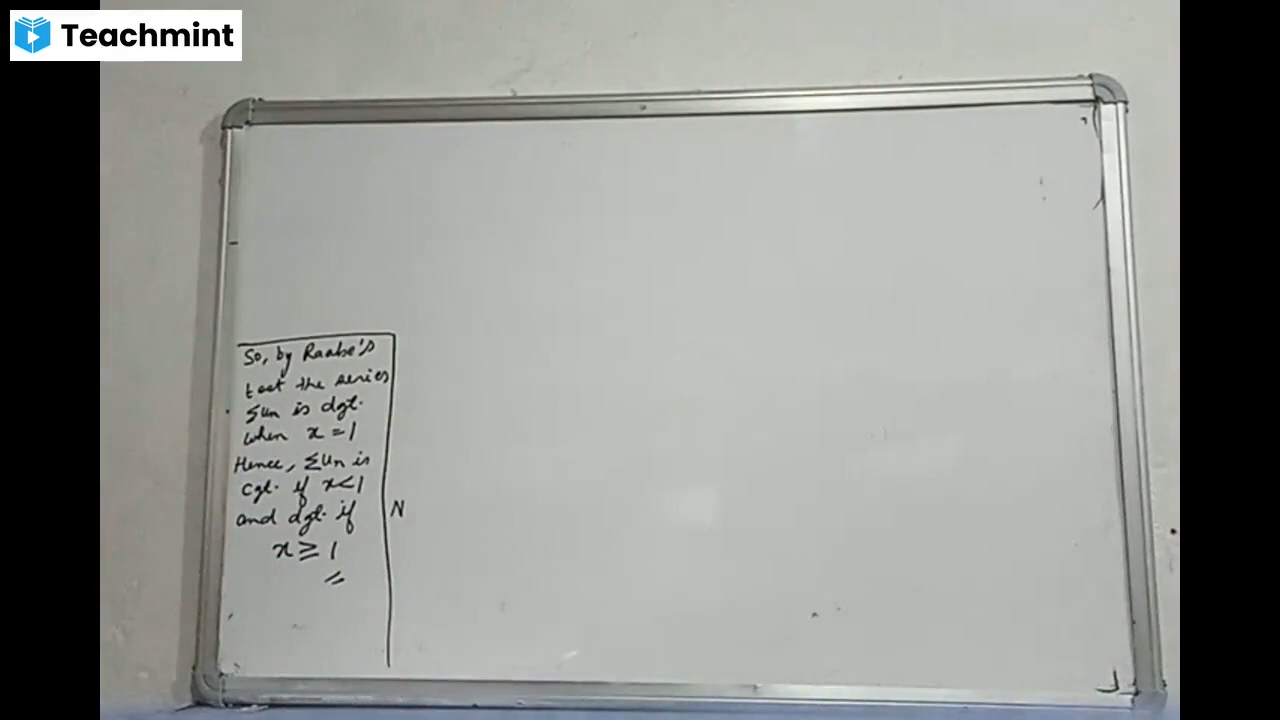 Teachmint
So, by Raabe's
test the series
Σun is dgt.
when x = 1
Hence, Σun is
cgt. if x < 1
and dgt. if
x ≥ 1
N